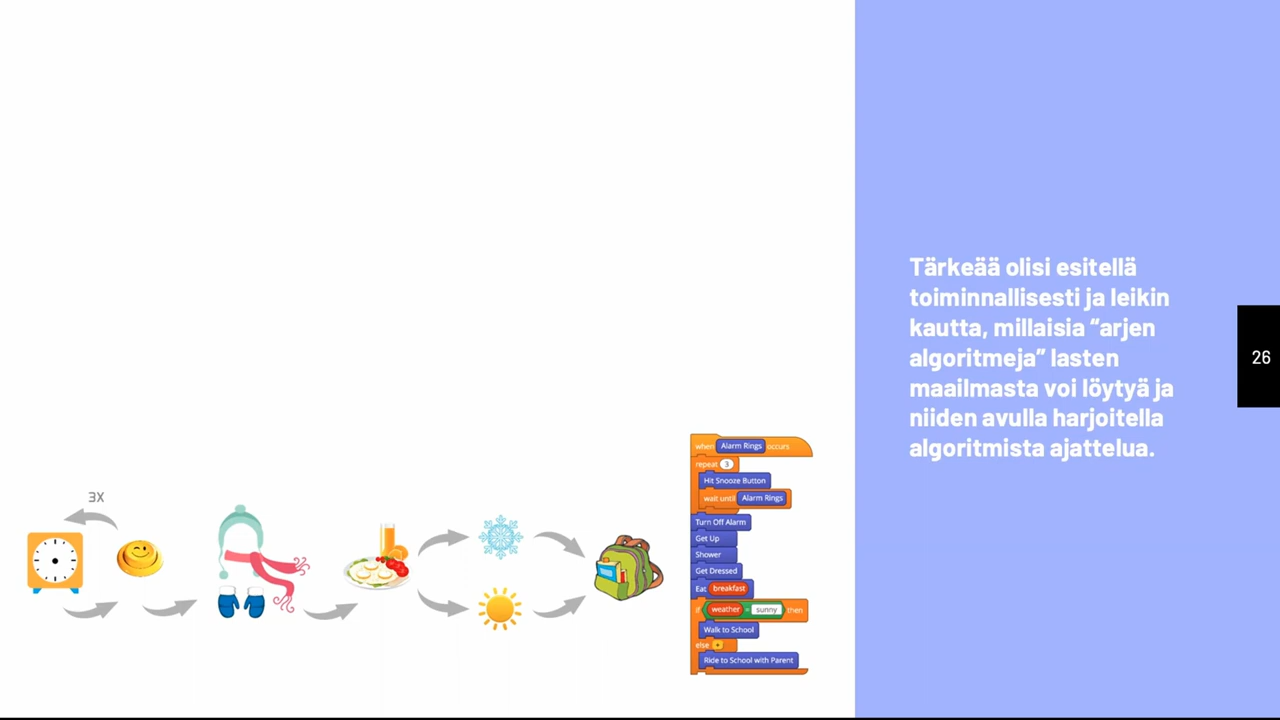 Tärkeää olisi esitellä
toiminnallisesti ja leikin
kautta, millaisia “arjen
algoritmeja” lasten
maailmasta voi löytyä ja
niiden avulla harjoitella
algoritmista ajattelua.
26
3X
when Alarm Rings occurs
repeat 3
Hit Snooze Button
wait until Alarm Rings
Turn Off Alarm
Get Up
Shower
Get Dressed
Eat breakfast
if weather = sunny then
Walk to School
else
Ride to School with Parent